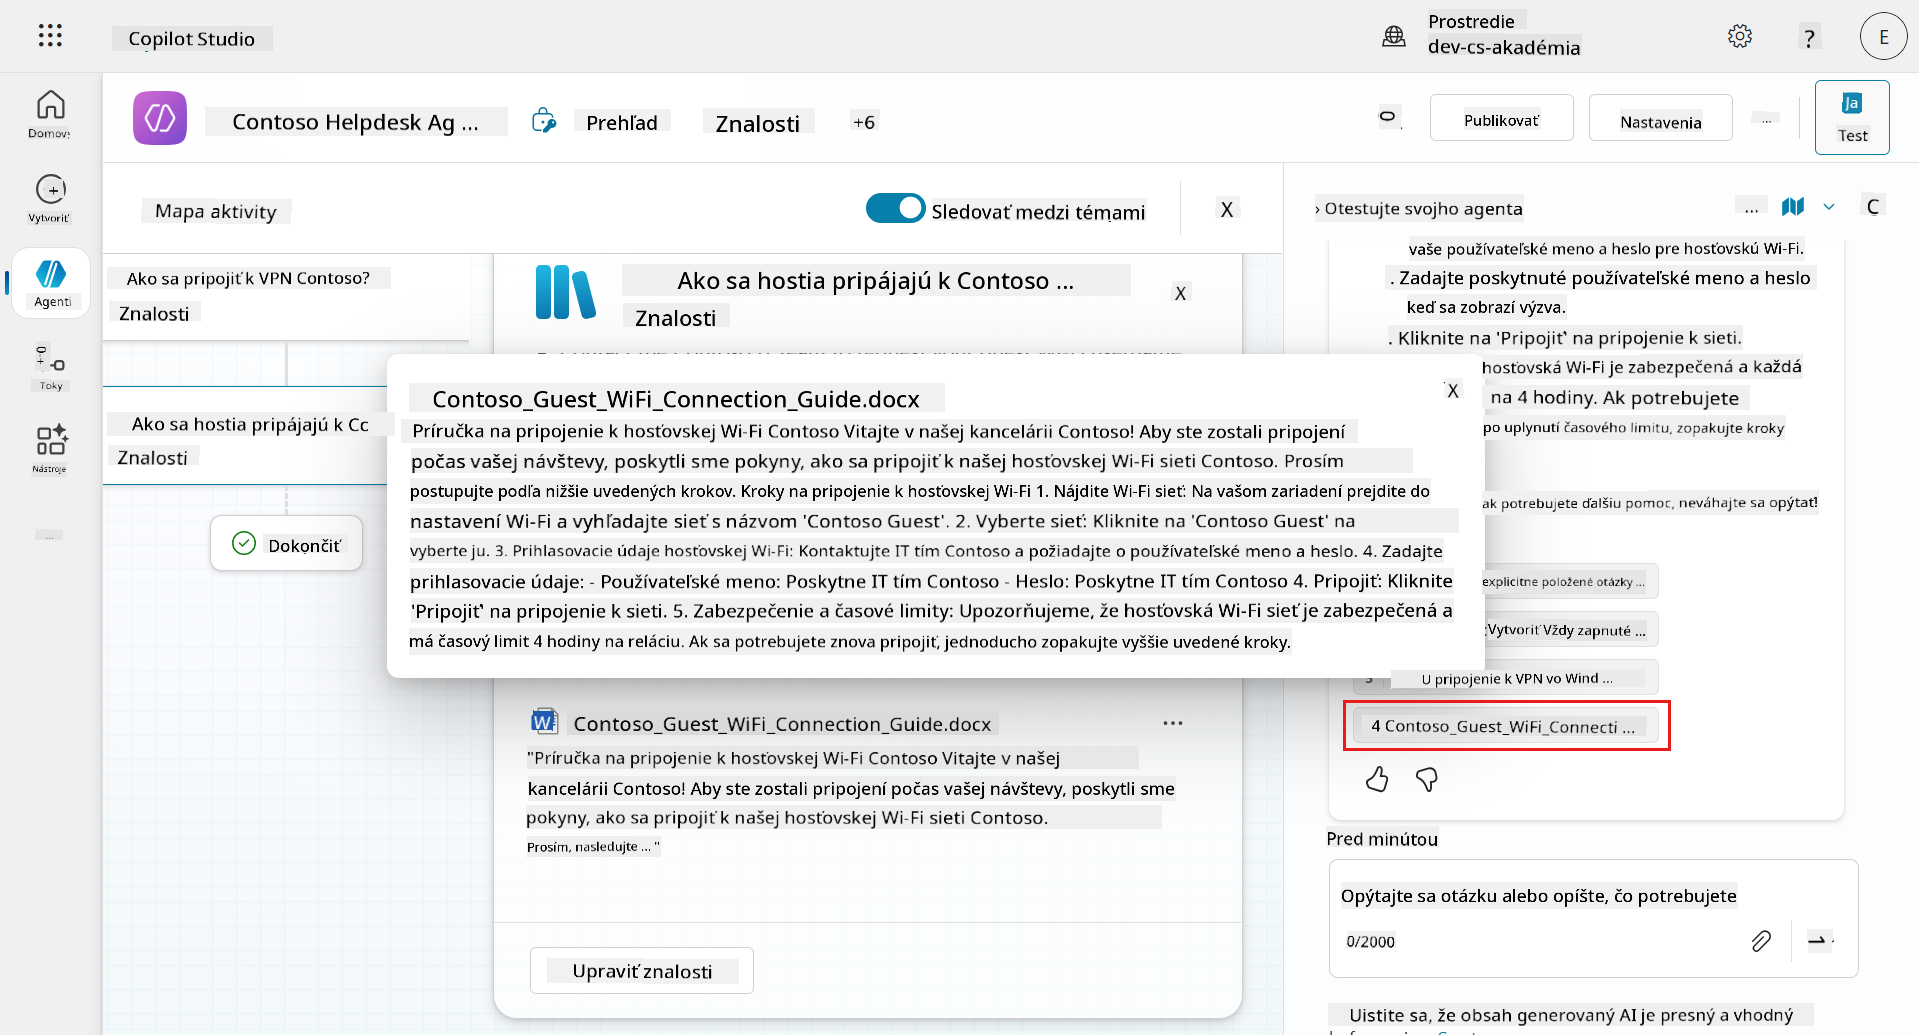 Copilot Studio
Prostredie
dev-cs-akadémia
?
E
Domov
Vytvoriť
Agenti
Toky
Nástroje
...
Contoso Helpdesk Ag ...
Prehľad
Znalosti
+6
Publikovať
Nastavenia
...
Ja
Test
Mapa aktivity
Sledovať medzi témami
X
› Otestujte svojho agenta
...
C
Ako sa pripojiť k VPN Contoso?
Znalosti
Ako sa hostia pripájajú k Cc
Znalosti
Dokončiť
Ako sa hostia pripájajú k Contoso ...
Znalosti
X
Contoso_Guest_WiFi_Connection_Guide.docx
X
Príručka na pripojenie k hosťovskej Wi-Fi Contoso Vitajte v našej kancelárii Contoso! Aby ste zostali pripojení
počas vašej návštevy, poskytli sme pokyny, ako sa pripojiť k našej hosťovskej Wi-Fi sieti Contoso. Prosím
postupujte podľa nižšie uvedených krokov. Kroky na pripojenie k hosťovskej Wi-Fi 1. Nájdite Wi-Fi sieť: Na vašom zariadení prejdite do
nastavení Wi-Fi a vyhľadajte sieť s názvom 'Contoso Guest'. 2. Vyberte sieť: Kliknite na 'Contoso Guest' na
vyberte ju. 3. Prihlasovacie údaje hosťovskej Wi-Fi: Kontaktujte IT tím Contoso a požiadajte o používateľské meno a heslo. 4. Zadajte
prihlasovacie údaje: - Používateľské meno: Poskytne IT tím Contoso - Heslo: Poskytne IT tím Contoso 4. Pripojiť: Kliknite
'Pripojiť' na pripojenie k sieti. 5. Zabezpečenie a časové limity: Upozorňujeme, že hosťovská Wi-Fi sieť je zabezpečená a
má časový limit 4 hodiny na reláciu. Ak sa potrebujete znova pripojiť, jednoducho zopakujte vyššie uvedené kroky.
Contoso_Guest_WiFi_Connection_Guide.docx
...
"Príručka na pripojenie k hosťovskej Wi-Fi Contoso Vitajte v našej
kancelárii Contoso! Aby ste zostali pripojení počas vašej návštevy, poskytli sme
pokyny, ako sa pripojiť k našej hosťovskej Wi-Fi sieti Contoso.
Prosím, nasledujte ... "
Upraviť znalosti
vaše používateľské meno a heslo pre hosťovskú Wi-Fi.
. Zadajte poskytnuté používateľské meno a heslo
keď sa zobrazí výzva.
. Kliknite na 'Pripojiť' na pripojenie k sieti.
hosťovská Wi-Fi je zabezpečená a každá
na 4 hodiny. Ak potrebujete
po uplynutí časového limitu, zopakujte kroky
ak potrebujete ďalšiu pomoc, neváhajte sa opýtať!
explicitne položené otázky ...
Vytvoriť Vždy zapnuté ...
U pripojenie k VPN vo Wind ...
4 Contoso_Guest_WiFi_Connecti ...
Pred minútou
Opýtajte sa otázku alebo opíšte, čo potrebujete
0/2000
Uistite sa, že obsah generovaný AI je presný a vhodný